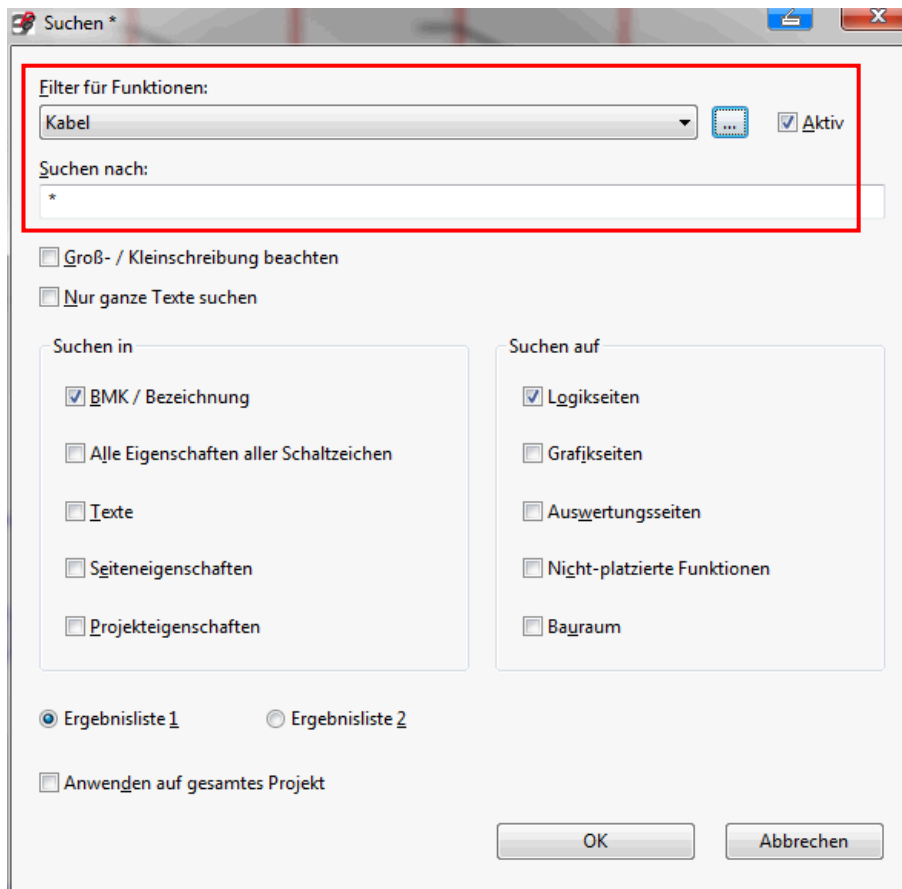 Suchen *
Filter für Funktionen:
Kabel
...
Aktiv
Suchen nach:
*
Groß- / Kleinschreibung beachten
Nur ganze Texte suchen
Suchen in
BMK / Bezeichnung
Alle Eigenschaften aller Schaltzeichen
Texte
Seiteneigenschaften
Projekteigenschaften
Suchen auf
Logikseiten
Grafikseiten
Auswertungsseiten
Nicht-platzierte Funktionen
Bauraum
Ergebnisliste 1
Ergebnisliste 2
Anwenden auf gesamtes Projekt
OK
Abbrechen